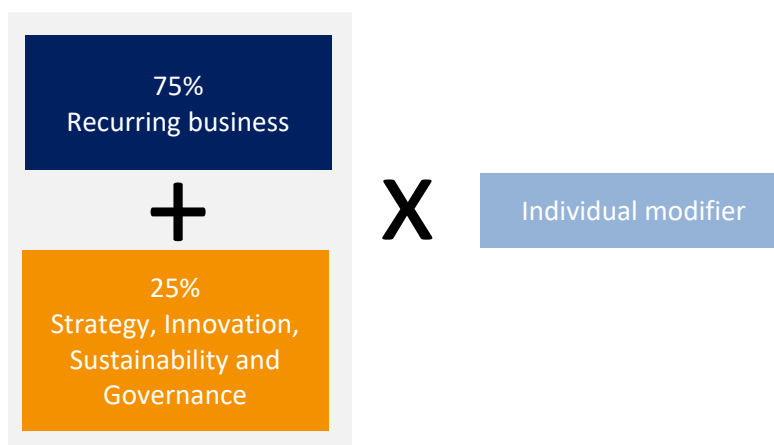 75%
Recurring business
+
25%
Strategy, Innovation,
Sustainability and
Governance
X
Individual modifier